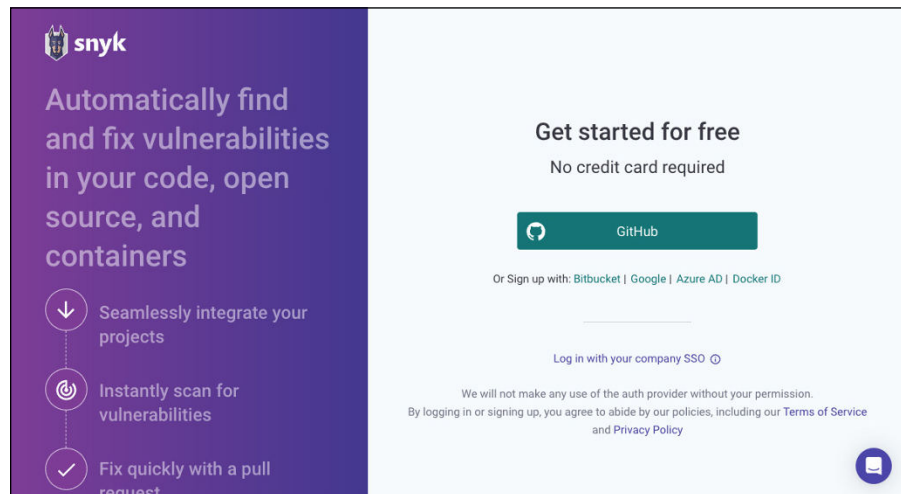 snyk
Automatically find
and fix vulnerabilities
in your code, open
source, and
containers
Seamlessly integrate your
projects
Instantly scan for
vulnerabilities
Fix quickly with a pull
request
Get started for free
No credit card required
GitHub
Or Sign up with: Bitbucket | Google | Azure AD | Docker ID
Log in with your company SSO
We will not make any use of the auth provider without your permission.
By logging in or signing up, you agree to abide by our policies, including our Terms of Service
and Privacy Policy